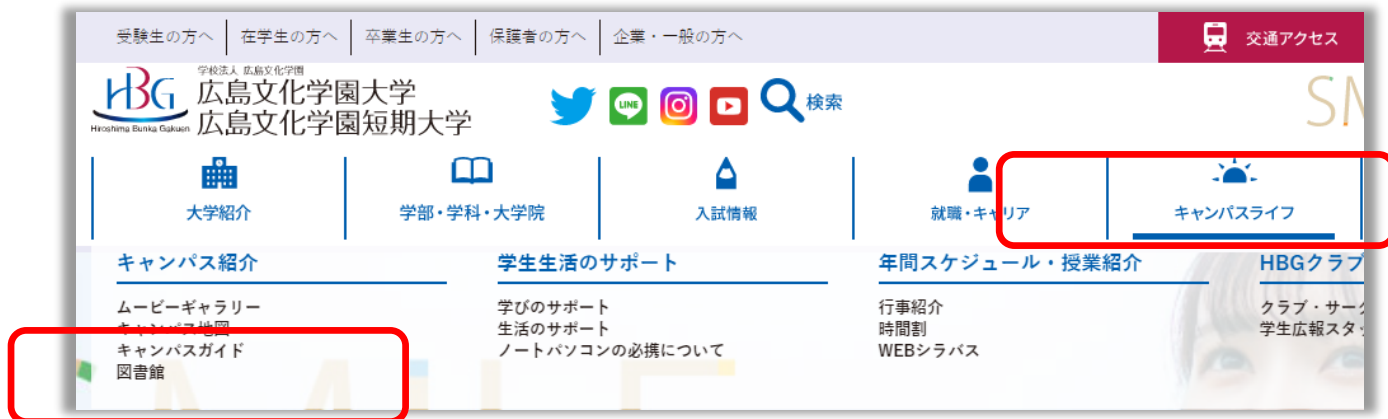 受験生の方へ 在学生の方へ 卒業生の方へ 保護者の方へ 企業・一般の方へ 交通アクセス
HBG
Hiroshima Bunka Gakuen
学校法人 広島文化学園
広島文化学園大学
広島文化学園短期大学
LINE
検索
SM
大学紹介 学部・学科・大学院 入試情報 就職・キャリア キャンパスライフ
キャンパス紹介
ムービーギャラリー
キャンパス地図
キャンパスガイド
図書館
学生生活のサポート
学びのサポート
生活のサポート
ノートパソコンの必携について
年間スケジュール・授業紹介
行事紹介
時間割
WEBシラバス
HBGクラブ
クラブ・サー
学生広報スタ